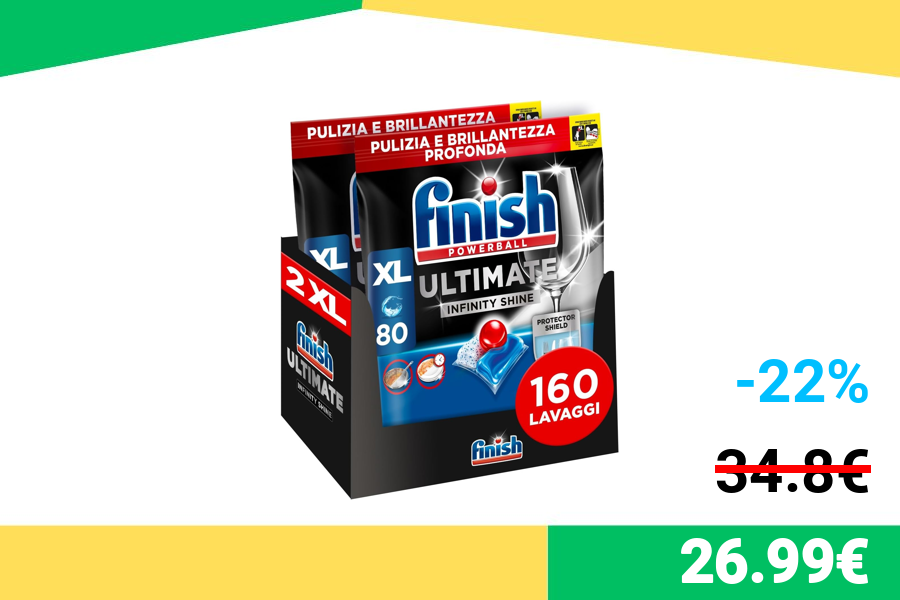 PULIZIA E BRILLANTEZZA
PULIZIA E BRILLANTEZZA
PROFONDA
finish
POWERBALL
XL
XL
ULTIMATE
INFINITY SHINE
80
PROTECTOR
SHIELD
2 XL
finish
ULTIMATE
INFINITY SHINE
160
LAVAGGI
finish
-22%
34.8€
26.99€